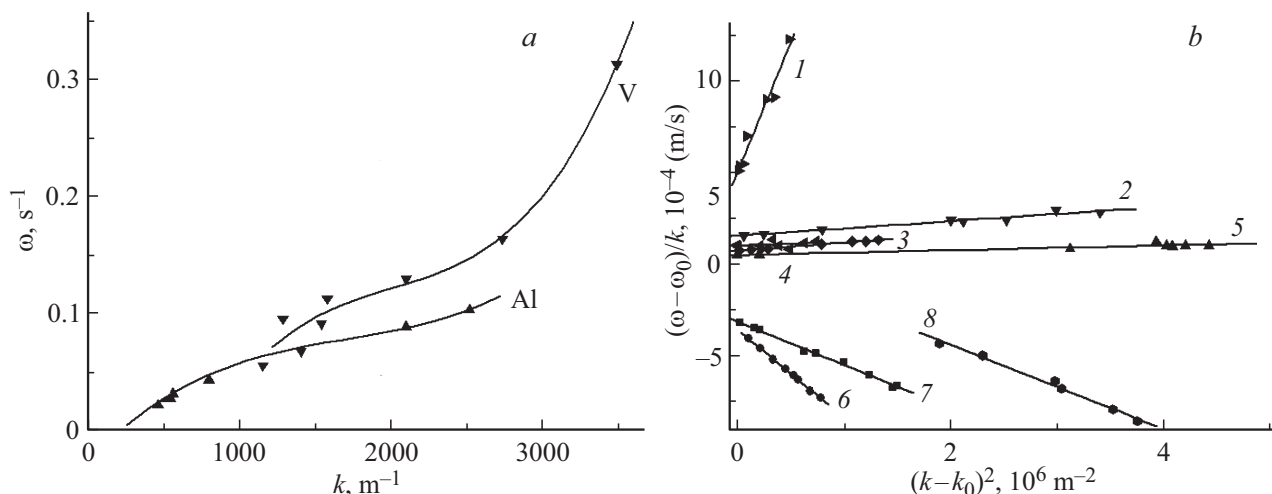 a
ω, s⁻¹
0.3
0.2
0.1
0
0 1000 2000 3000
k, m⁻¹
V
Al
b
(ω – ω₀)/k, 10⁻⁴ (m/s)
10
5
0
–5
0 2 4
(k – k₀)², 10⁶ m⁻²
1
2
3
4
5
6
7
8